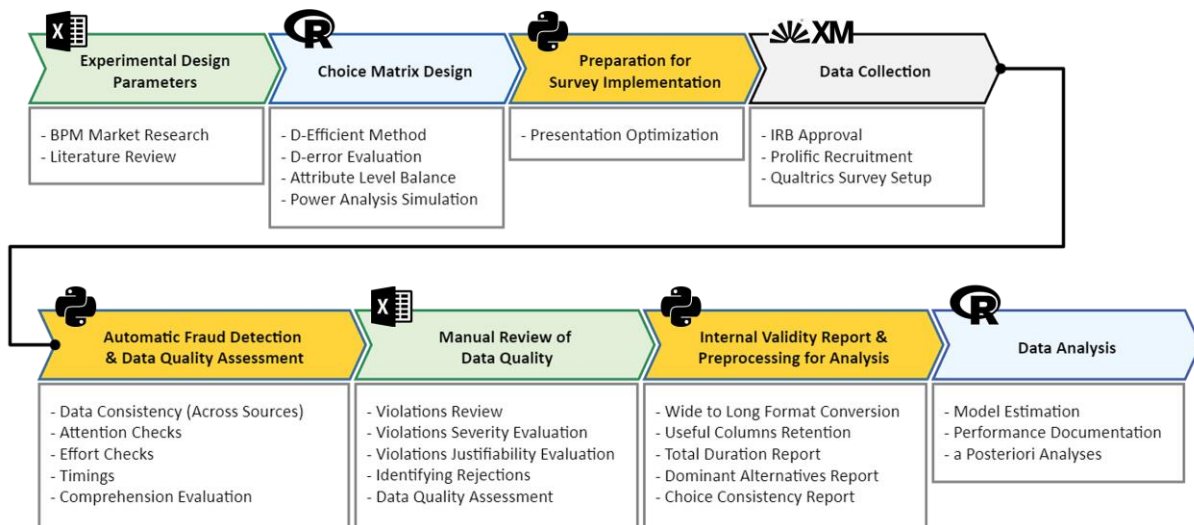 X
R
XM
Experimental Design
Parameters
Choice Matrix Design
Preparation for
Survey Implementation
Data Collection
- BPM Market Research
- Literature Review
- D-Efficient Method
- D-error Evaluation
- Attribute Level Balance
- Power Analysis Simulation
- Presentation Optimization
- IRB Approval
- Prolific Recruitment
- Qualtrics Survey Setup
X
R
Automatic Fraud Detection
& Data Quality Assessment
Manual Review of
Data Quality
Internal Validity Report &
Preprocessing for Analysis
Data Analysis
- Data Consistency (Across Sources)
- Attention Checks
- Effort Checks
- Timings
- Comprehension Evaluation
- Violations Review
- Violations Severity Evaluation
- Violations Justifiability Evaluation
- Identifying Rejections
- Data Quality Assessment
- Wide to Long Format Conversion
- Useful Columns Retention
- Total Duration Report
- Dominant Alternatives Report
- Choice Consistency Report
- Model Estimation
- Performance Documentation
- a Posteriori Analyses